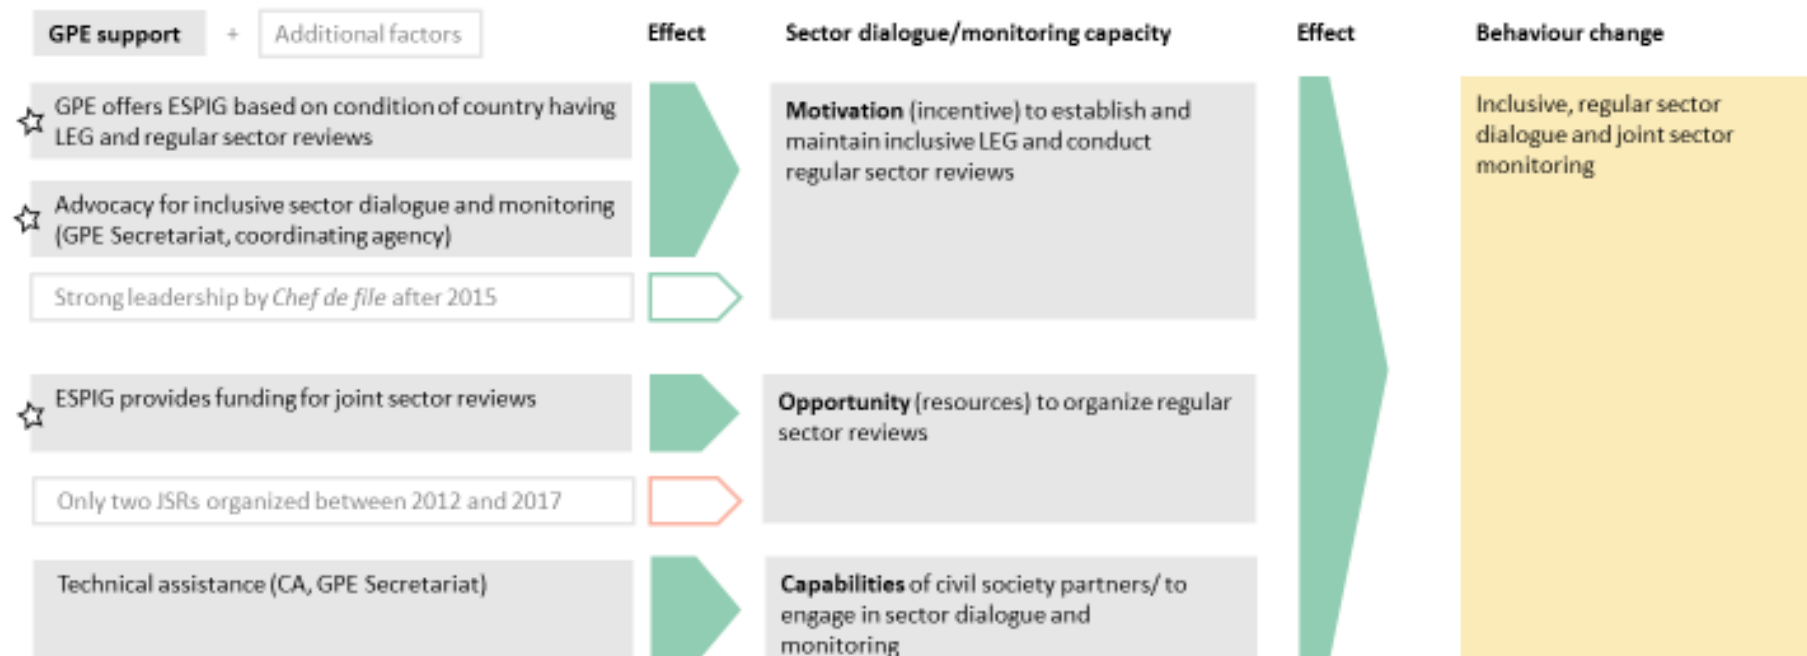 GPE support + Additional factors Effect Sector dialogue/monitoring capacity Effect Behaviour change
GPE offers ESPIG based on condition of country having
LEG and regular sector reviews
Advocacy for inclusive sector dialogue and monitoring
(GPE Secretariat, coordinating agency)
Strong leadership by Chef de file after 2015
Motivation (incentive) to establish and
maintain inclusive LEG and conduct
regular sector reviews
ESPIG provides funding for joint sector reviews
Only two JSRs organized between 2012 and 2017
Opportunity (resources) to organize regular
sector reviews
Technical assistance (CA, GPE Secretariat)
Capabilities of civil society partners/ to
engage in sector dialogue and
monitoring
Inclusive, regular sector
dialogue and joint sector
monitoring